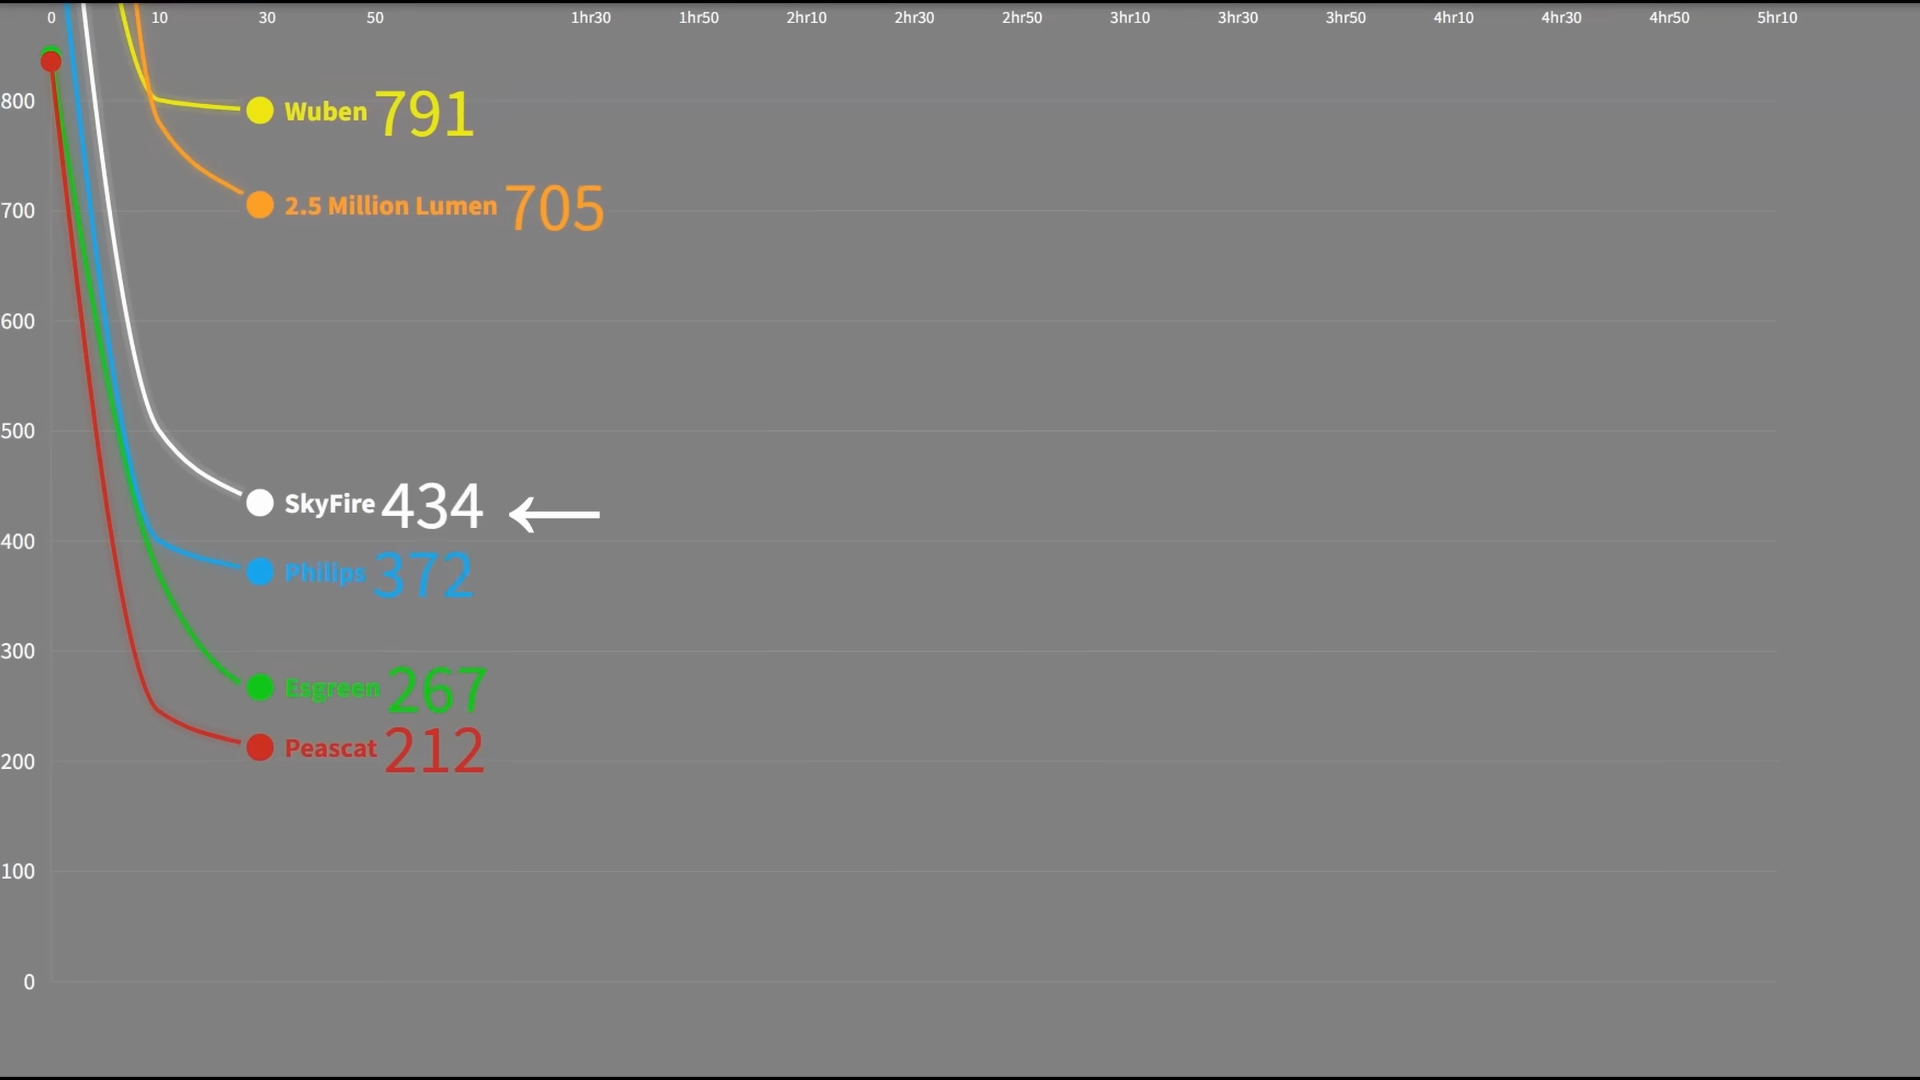 0 10 30 50 1hr30 1hr50 2hr10 2hr30 2hr50 3hr10 3hr30 3hr50 4hr10 4hr30 4hr50 5hr10
800
Wuben 791
700
2.5 Million Lumen 705
600
500
SkyFire 434 ←
400
Philips 372
300
Esgreen 267
Peascat 212
200
100
0